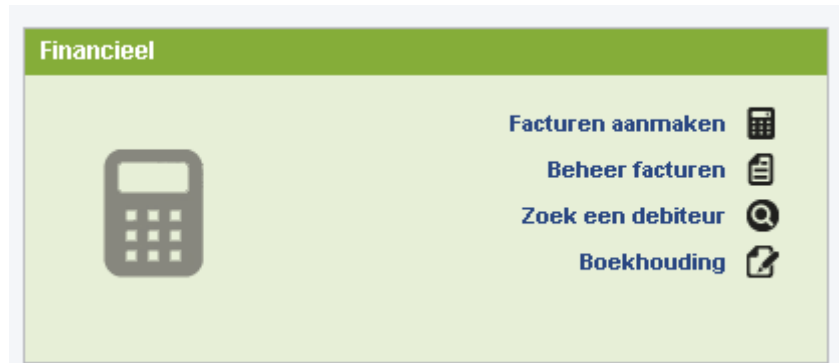 Financieel
Facturen aanmaken
Beheer facturen
Zoek een debiteur
Boekhouding